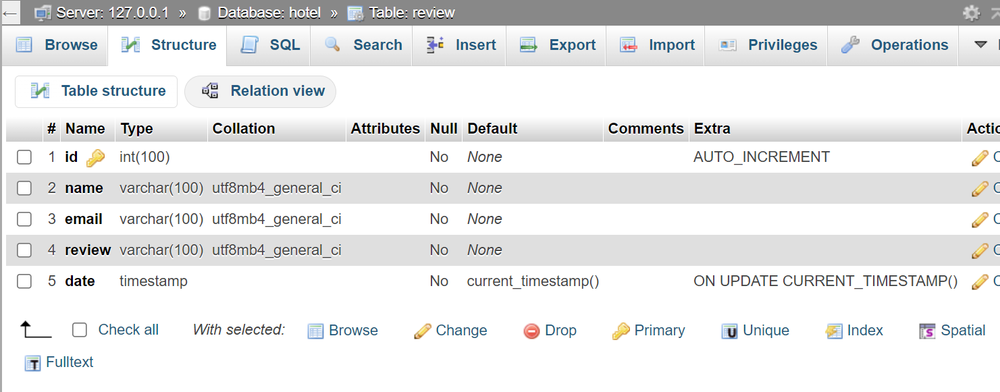 Server: 127.0.0.1 » Database: hotel » Table: review
Browse Structure SQL Search Insert Export Import Privileges Operations
Table structure Relation view
# Name Type Collation Attributes Null Default Comments Extra
1 id int(100) No None AUTO_INCREMENT
2 name varchar(100) utf8mb4_general_ci No None
3 email varchar(100) utf8mb4_general_ci No None
4 review varchar(100) utf8mb4_general_ci No None
5 date timestamp No current_timestamp() ON UPDATE CURRENT_TIMESTAMP()
Check all With selected: Browse Change Drop Primary Unique Index Spatial
Fulltext